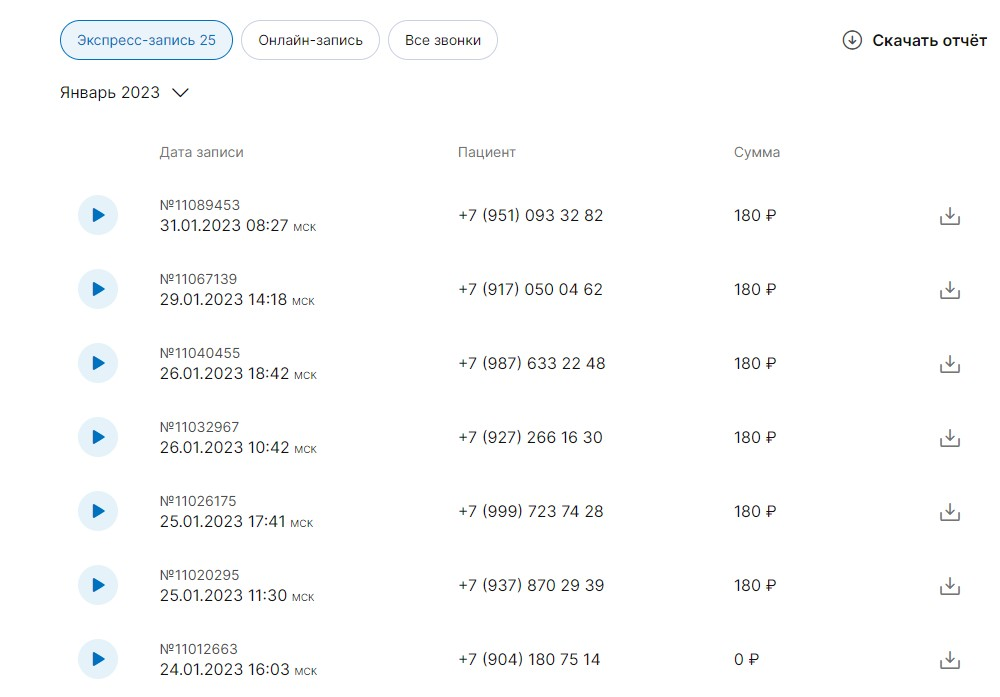 Экспресс-запись 25 Онлайн-запись Все звонки Скачать отчёт
Январь 2023
Дата записи Пациент Сумма
№11089453
31.01.2023 08:27 мск +7 (951) 093 32 82 180 ₽
№11067139
29.01.2023 14:18 мск +7 (917) 050 04 62 180 ₽
№11040455
26.01.2023 18:42 мск +7 (987) 633 22 48 180 ₽
№11032967
26.01.2023 10:42 мск +7 (927) 266 16 30 180 ₽
№11026175
25.01.2023 17:41 мск +7 (999) 723 74 28 180 ₽
№11020295
25.01.2023 11:30 мск +7 (937) 870 29 39 180 ₽
№11012663
24.01.2023 16:03 мск +7 (904) 180 75 14 0 ₽